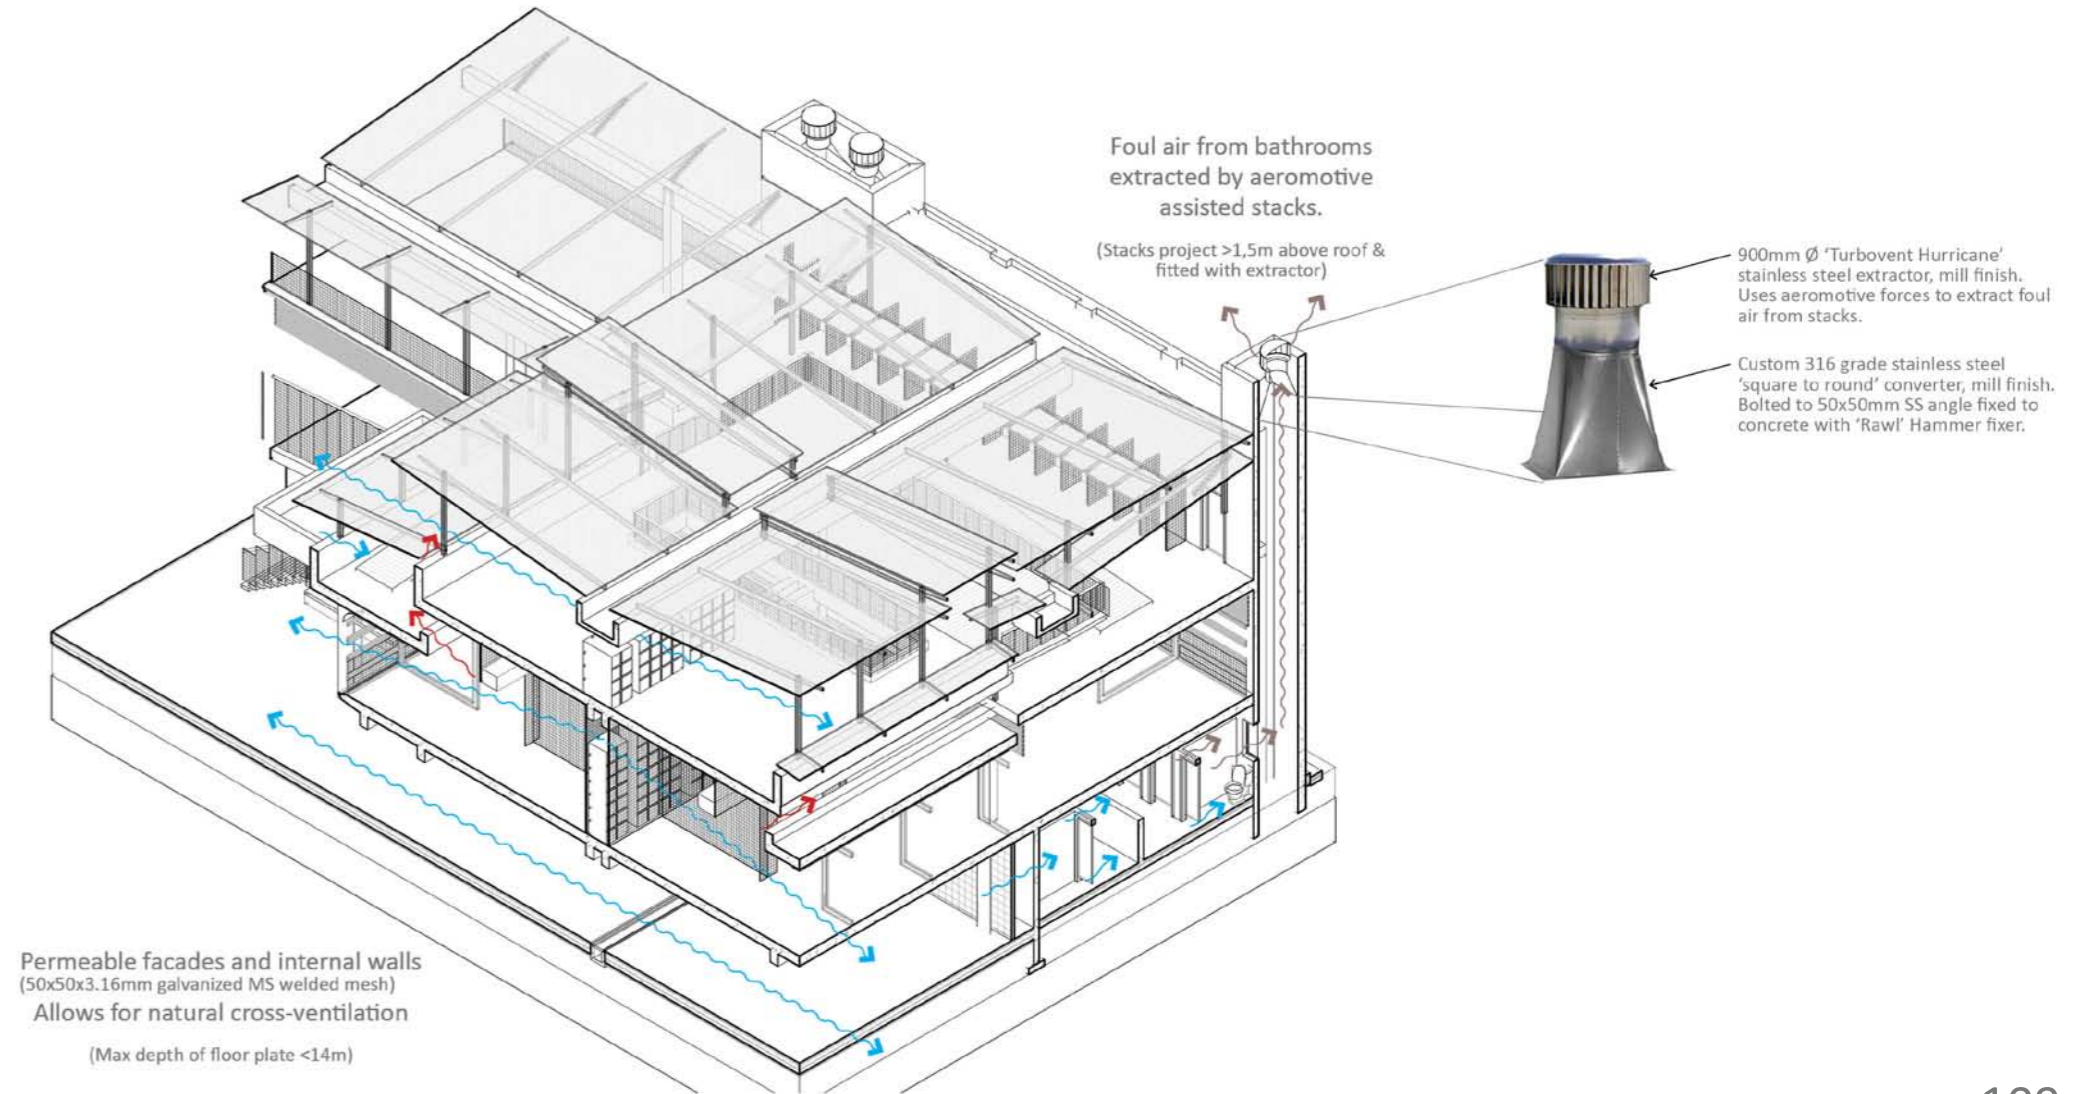 Foul air from bathrooms
extracted by aeromotive
assisted stacks.
(Stacks project >1,5m above roof &
fitted with extractor)
900mm Ø ‘Turbovent Hurricane’
stainless steel extractor, mill finish.
Uses aeromotive forces to extract foul
air from stacks.
Custom 316 grade stainless steel
‘square to round’ converter, mill finish.
Bolted to 50x50mm SS angle fixed to
concrete with ‘Rawl’ Hammer fixer.
Permeable facades and internal walls
(50x50x3.16mm galvanized MS welded mesh)
Allows for natural cross-ventilation
(Max depth of floor plate <14m)